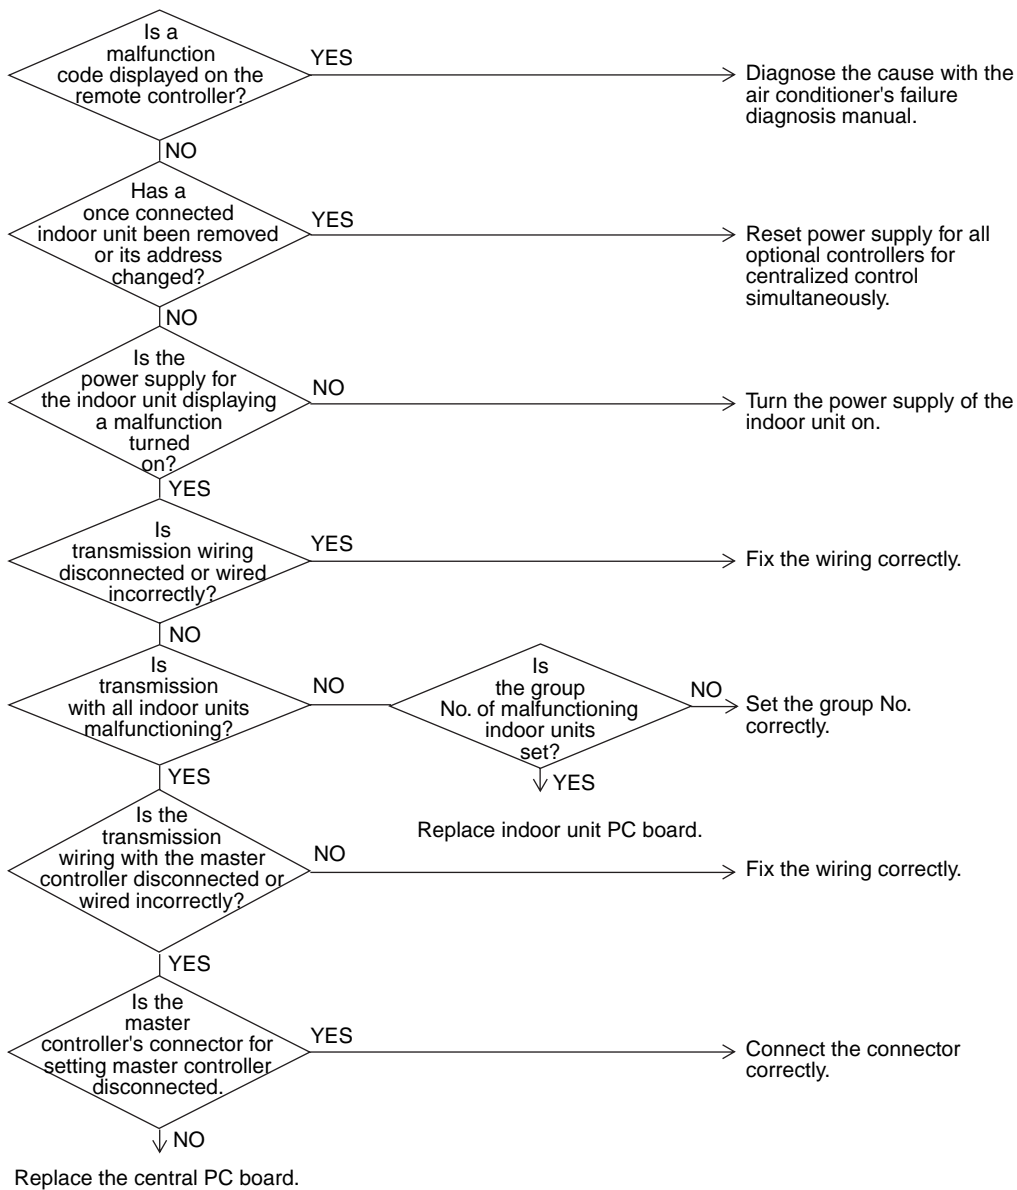 Is a
malfunction
code displayed on the
remote controller?
YES
Diagnose the cause with the
air conditioner's failure
diagnosis manual.
NO
Has a
once connected
indoor unit been removed
or its address
changed?
YES
Reset power supply for all
optional controllers for
centralized control
simultaneously.
NO
Is the
power supply for
the indoor unit displaying
a malfunction
turned
on?
NO
Turn the power supply of the
indoor unit on.
YES
Is
transmission wiring
disconnected or wired
incorrectly?
YES
Fix the wiring correctly.
NO
Is
transmission
with all indoor units
malfunctioning?
NO
Is
the group
No. of malfunctioning
indoor units
set?
NO
Set the group No.
correctly.
YES
Replace indoor unit PC board.
YES
Is the
transmission
wiring with the master
controller disconnected or
wired incorrectly?
NO
Fix the wiring correctly.
YES
Is the
master
controller's connector for
setting master controller
disconnected.
YES
Connect the connector
correctly.
NO
Replace the central PC board.